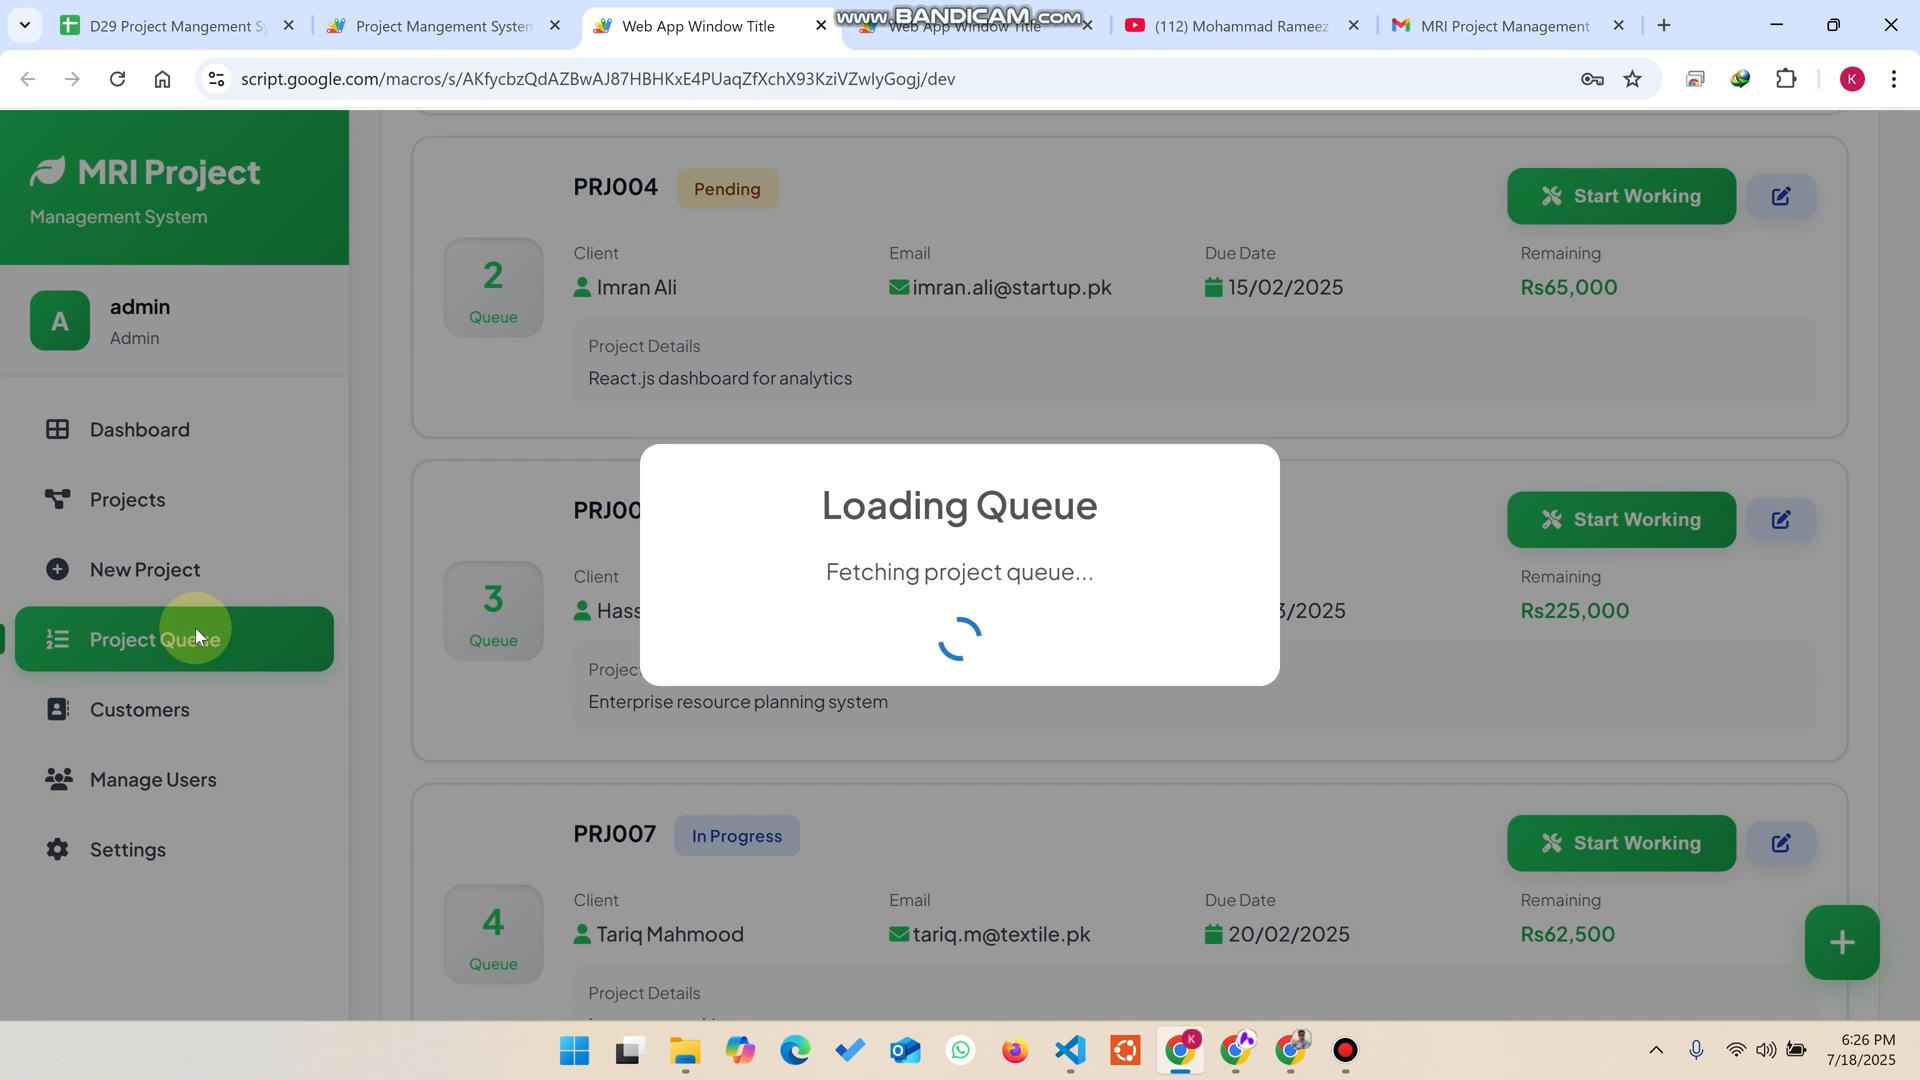 D29 Project Mangement Sy
Project Mangement System
Web App Window Title
Web App Window Title
(112) Mohammad Rameez
MRI Project Management
www.BANDICAM.com
script.google.com/macros/s/AKfycbzQdAZBwAJ87HBHKxE4PUaqZfXchX93KziVZwIyGogj/dev
K
MRI Project
Management System
A
admin
Admin
Dashboard
Projects
New Project
Project Queue
Customers
Manage Users
Settings
PRJ004
Pending
Start Working
2
Queue
Client
Email
Due Date
Remaining
Imran Ali
imran.ali@startup.pk
15/02/2025
Rs65,000
Project Details
React.js dashboard for analytics
Loading Queue
Fetching project queue...
PRJ00
Start Working
3
Queue
Client
Remaining
Hass
3/2025
Rs225,000
Projec
Enterprise resource planning system
PRJ007
In Progress
Start Working
4
Queue
Client
Email
Due Date
Remaining
Tariq Mahmood
tariq.m@textile.pk
20/02/2025
Rs62,500
Project Details
K
6:26 PM
7/18/2025